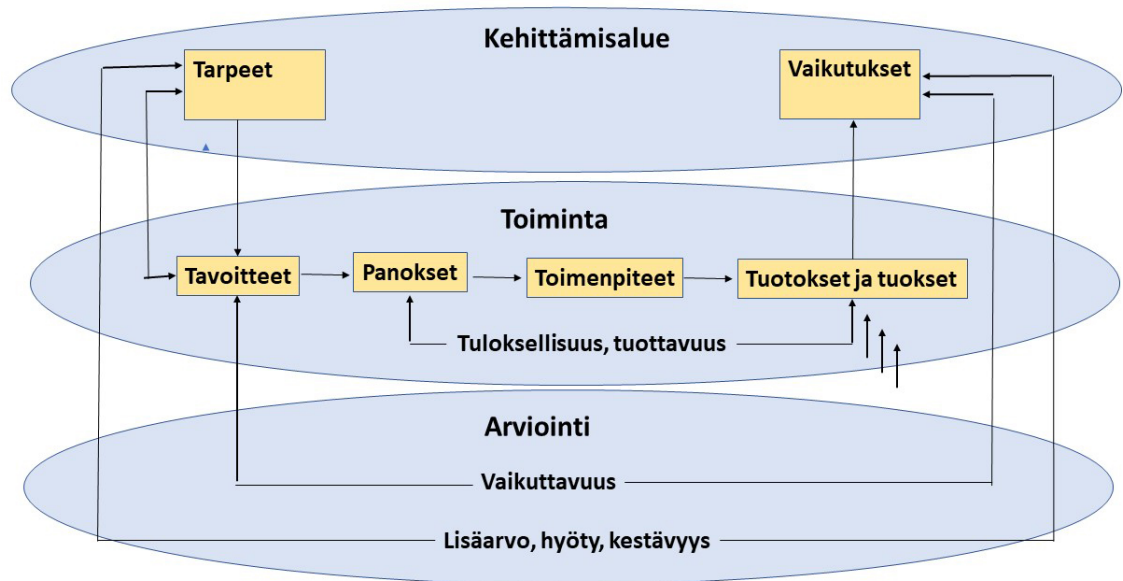 Kehittämisalue
Tarpeet
Vaikutukset
Toiminta
Tavoitteet
Panokset
Toimenpiteet
Tuotokset ja tuokset
Tuloksellisuus, tuottavuus
Arviointi
Vaikuttavuus
Lisäarvo, hyöty, kestävyys